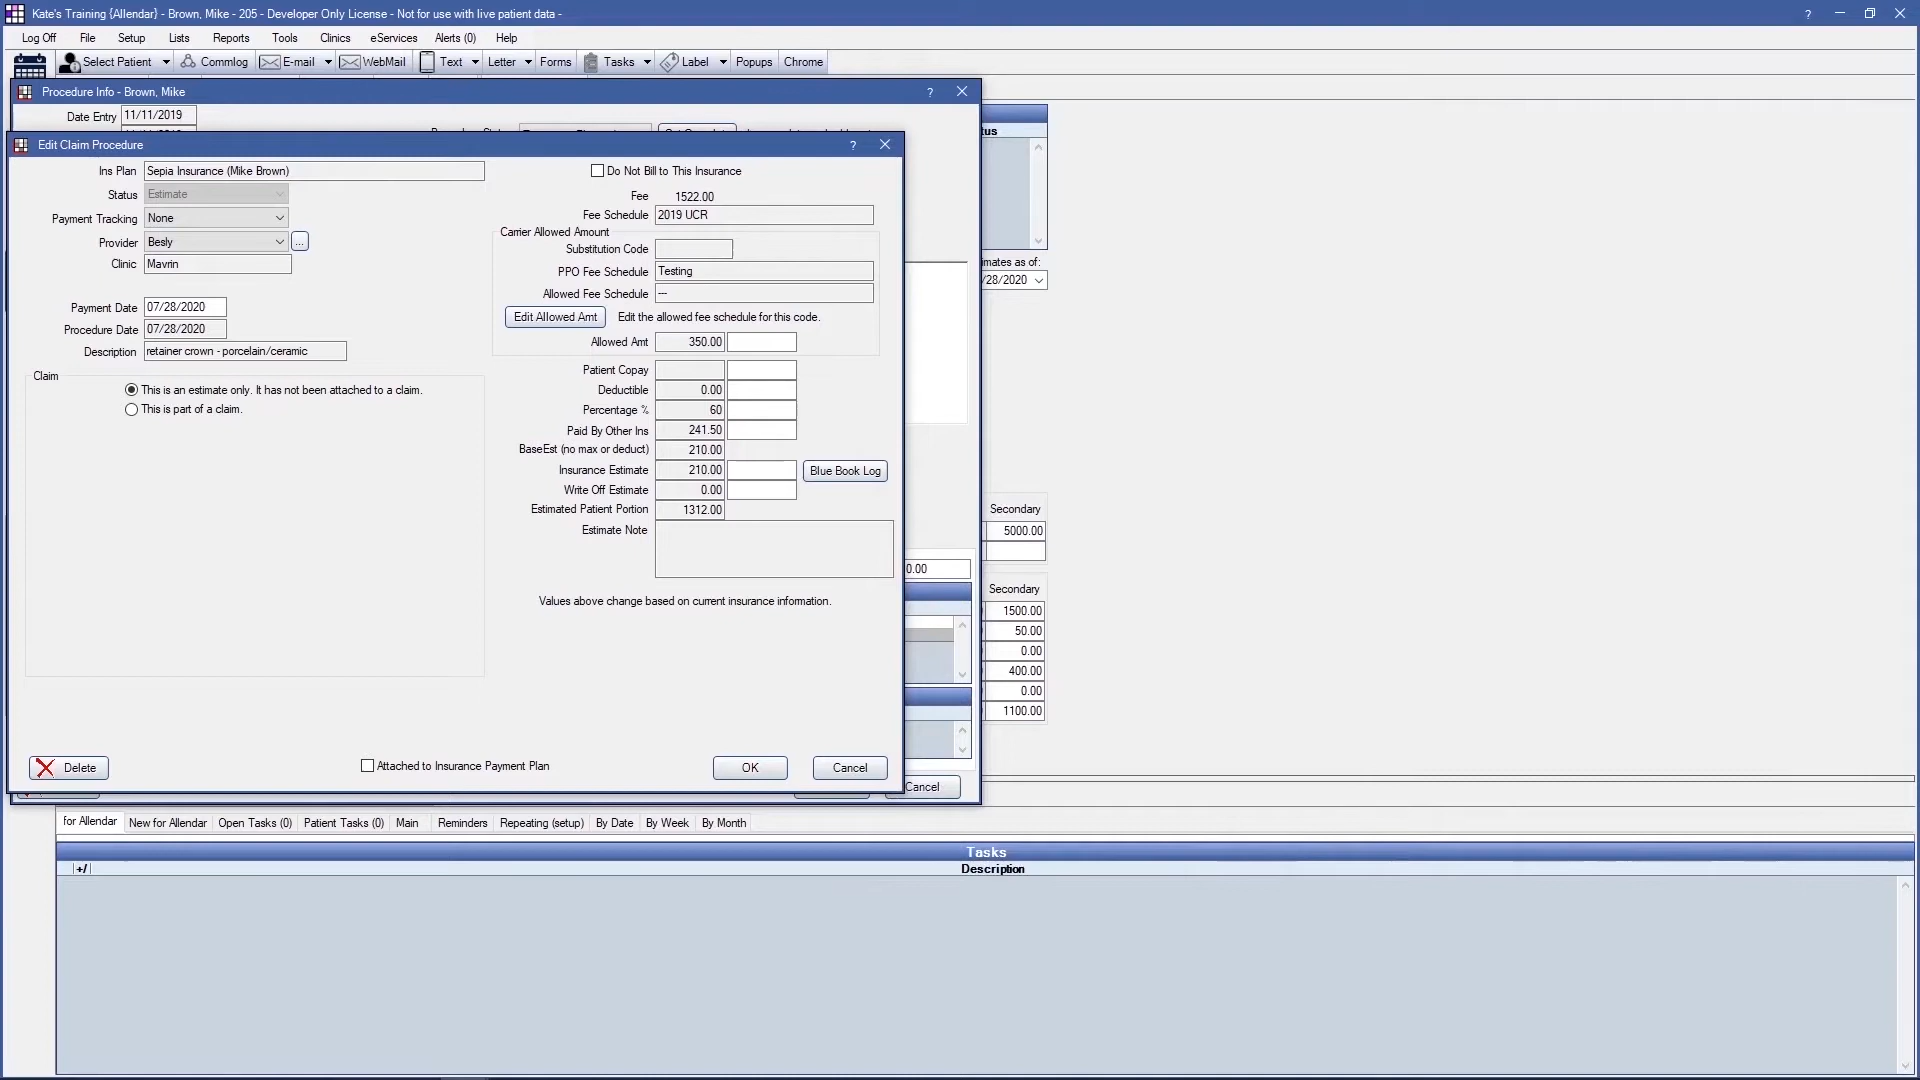 Kate's Training {Allendar} - Brown, Mike - 205 - Developer Only License - Not for use with live patient data -
Log Off File Setup Lists Reports Tools Clinics eServices Alerts (0) Help
Select Patient Commlog E-mail WebMail Text Letter Forms Tasks Label Popups Chrome
Procedure Info - Brown, Mike
Date Entry 11/11/2019
Edit Claim Procedure
Ins Plan Sepia Insurance (Mike Brown)
Status Estimate
Payment Tracking None
Provider Besly ...
Clinic Mavrin
Payment Date 07/28/2020
Procedure Date 07/28/2020
Description retainer crown - porcelain/ceramic
Claim
This is an estimate only. It has not been attached to a claim.
This is part of a claim.
Do Not Bill to This Insurance
Fee 1522.00
Fee Schedule 2019 UCR
Carrier Allowed Amount
Substitution Code
PPO Fee Schedule Testing
Allowed Fee Schedule ---
Edit Allowed Amt Edit the allowed fee schedule for this code.
Allowed Amt 350.00
Patient Copay
Deductible 0.00
Percentage % 60
Paid By Other Ins 241.50
BaseEst (no max or deduct) 210.00
Insurance Estimate 210.00 Blue Book Log
Write Off Estimate 0.00
Estimated Patient Portion 1312.00
Estimate Note
Values above change based on current insurance information.
Delete Attached to Insurance Payment Plan OK Cancel
Cancel
0.00
tus
imates as of:
/28/2020
Secondary
5000.00
Secondary
1500.00
50.00
0.00
400.00
0.00
1100.00
for Allendar New for Allendar Open Tasks (0) Patient Tasks (0) Main Reminders Repeating (setup) By Date By Week By Month
Tasks
+/ Description